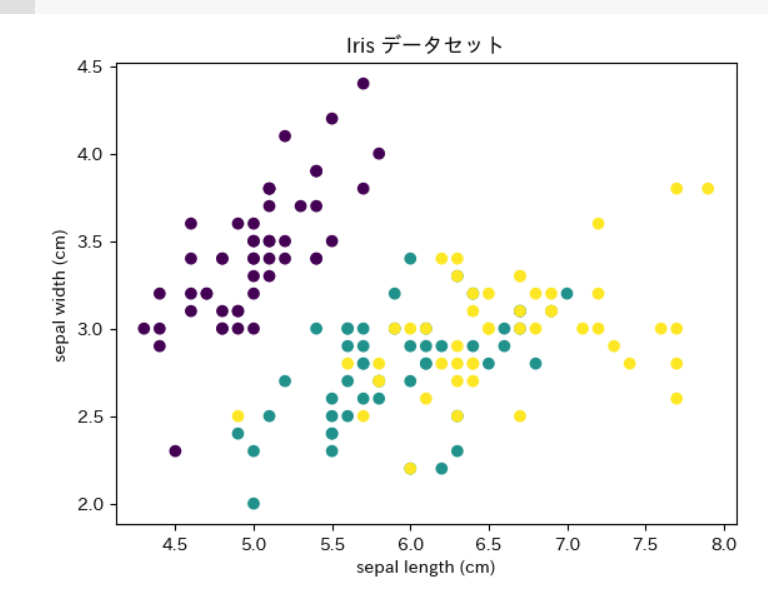 Iris データセット
4.5
4.0
3.5
3.0
2.5
2.0
sepal width (cm)
4.5 5.0 5.5 6.0 6.5 7.0 7.5 8.0
sepal length (cm)